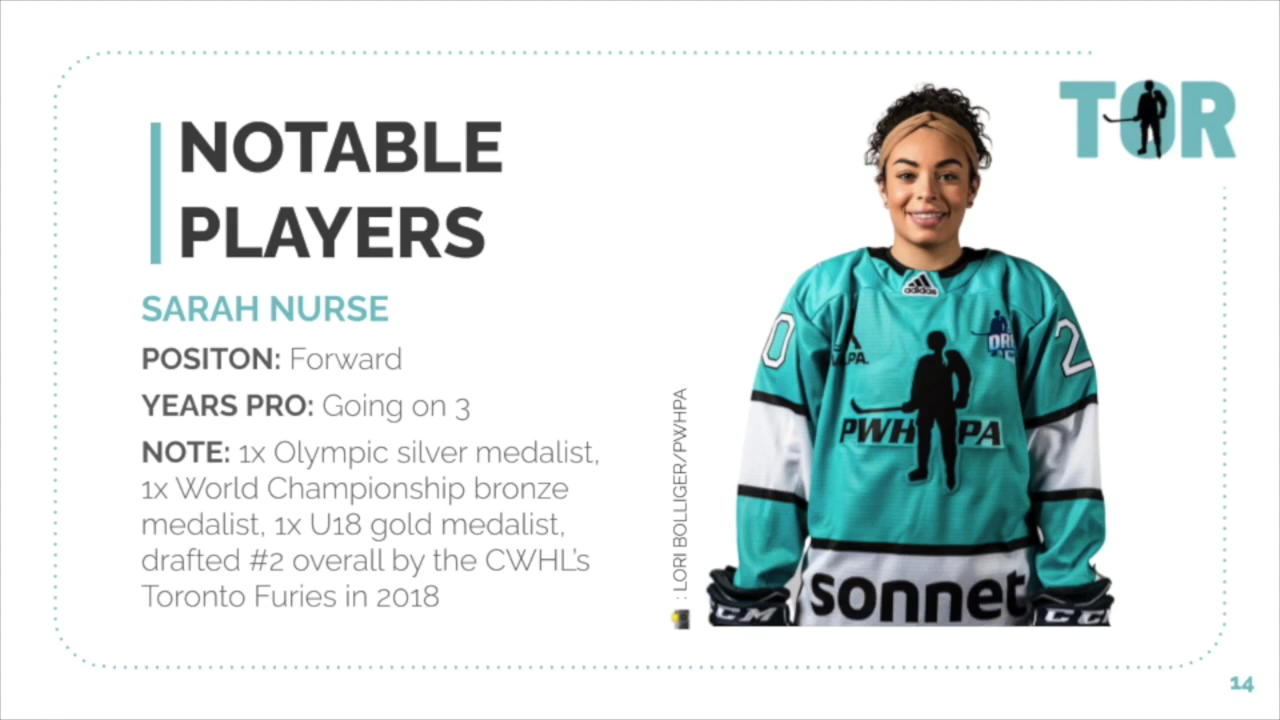 NOTABLE
PLAYERS
SARAH NURSE
POSITON: Forward
YEARS PRO: Going on 3
NOTE: 1x Olympic silver medalist,
1x World Championship bronze
medalist, 1x U18 gold medalist,
drafted #2 overall by the CWHL's
Toronto Furies in 2018
: LORI BOLLIGER/PWHPA
TOR
adidas
PWHPA
sonnet
CCM
14